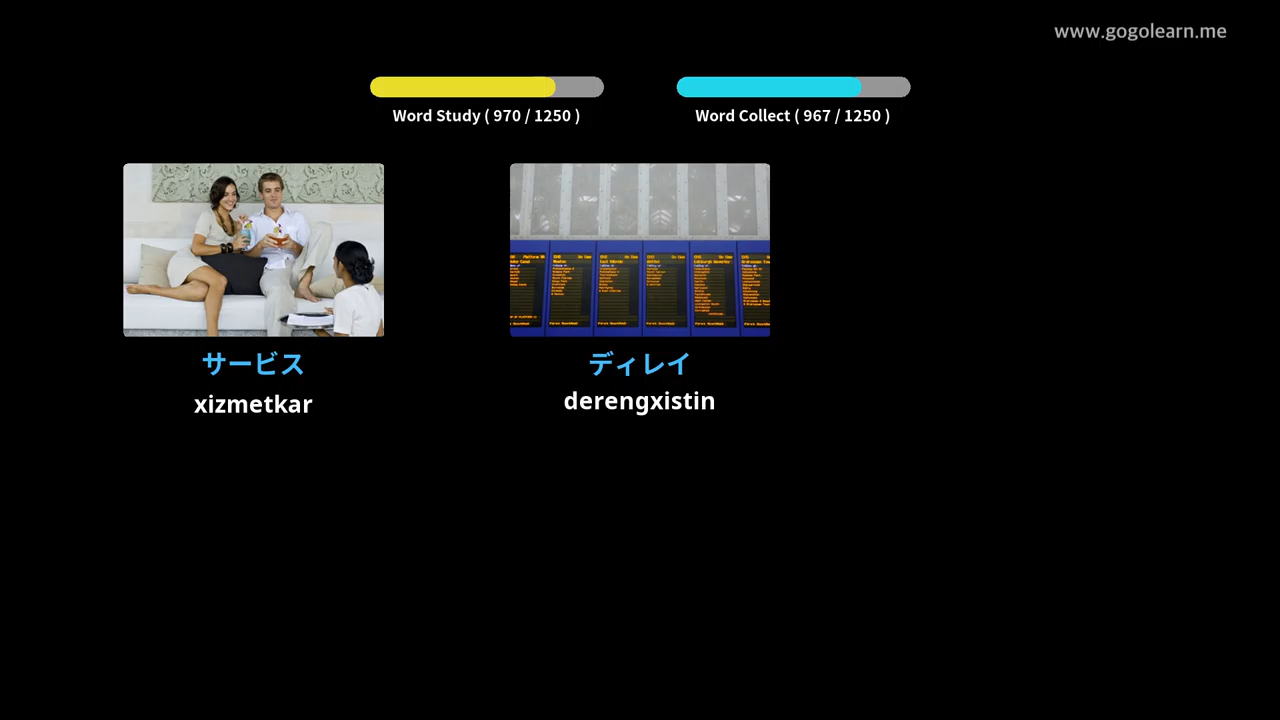 www.gogolearn.me
Word Study ( 970 / 1250 )
Word Collect ( 967 / 1250 )
サービス
ディレイ
xizmetkar
derengxistin